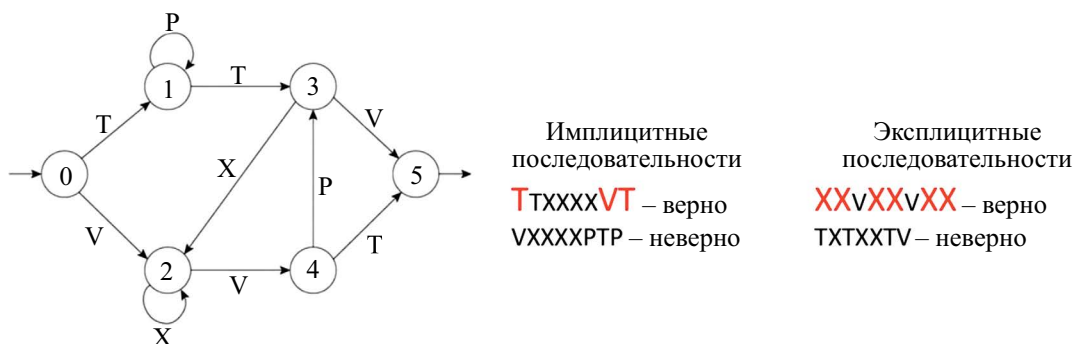 P
1
T
3
T
V
0
X
P
5
V
T
2
V
4
X
Имплицитные
последовательности
TTXXXXVT – верно
VXXXXPTP – неверно
Эксплицитные
последовательности
XXVXXVXX – верно
TXTXXTV – неверно